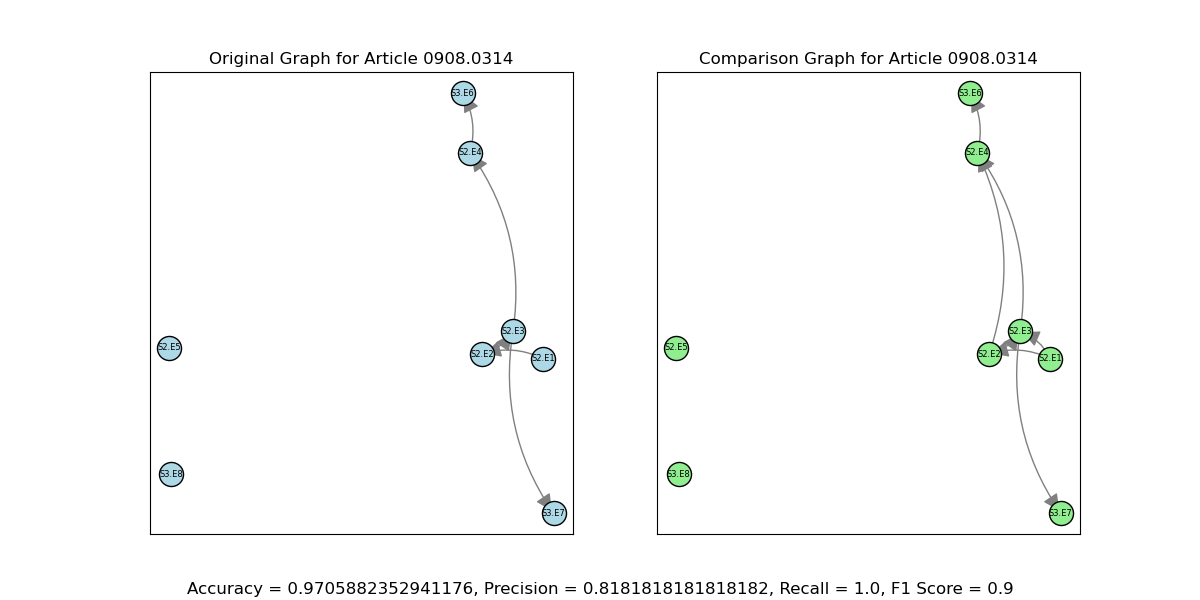 Original Graph for Article 0908.0314
S3.E6
S2.E4
S2.E3
S2.E5
S2.E2
S2.E1
S3.E8
S3.E7
Comparison Graph for Article 0908.0314
S3.E6
S2.E4
S2.E3
S2.E5
S2.E2
S2.E1
S3.E8
S3.E7
Accuracy = 0.9705882352941176, Precision = 0.8181818181818182, Recall = 1.0, F1 Score = 0.9